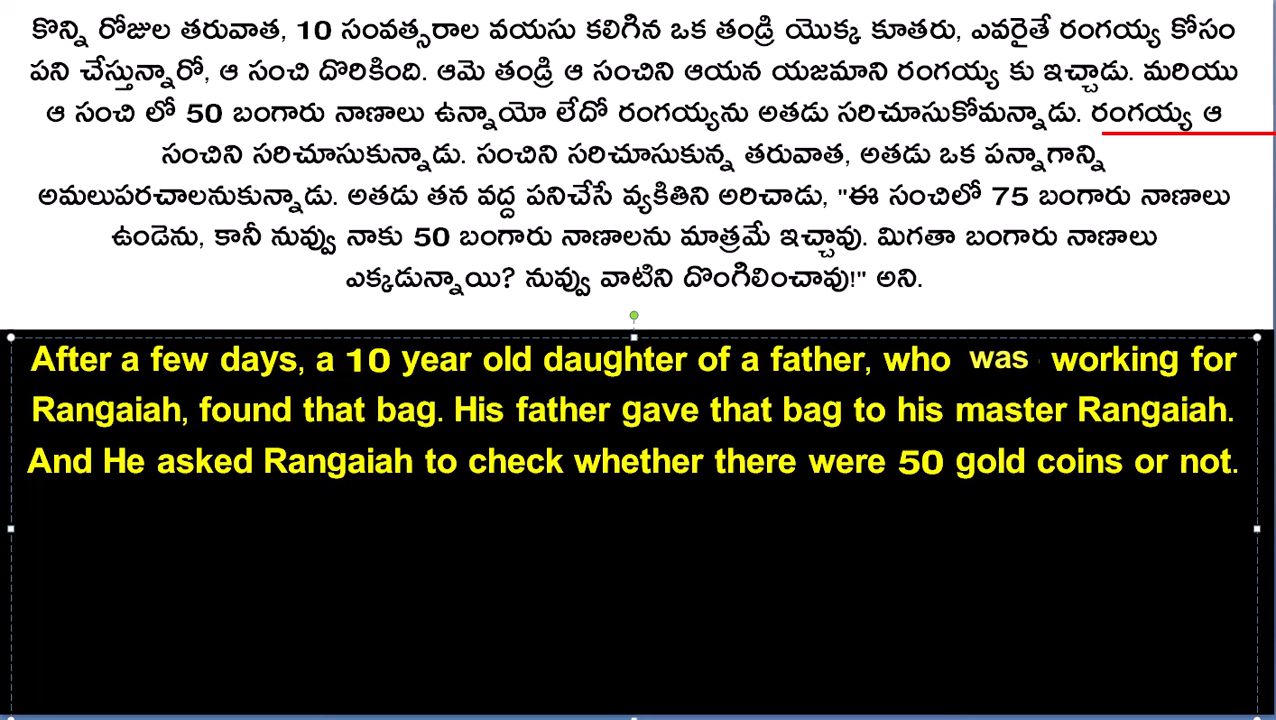 కొన్ని రోజుల తరువాత, 10 సంవత్సరాల వయసు కలిగిన ఒక తండ్రి యొక్క కూతరు, ఎవరైతే రంగయ్య కోసం
పని చేస్తున్నారో, ఆ సంచి దొరికింది. ఆమె తండ్రి ఆ సంచిని ఆయన యజమాని రంగయ్య కు ఇచ్చాడు. మరియు
ఆ సంచి లో 50 బంగారు నాణాలు ఉన్నాయో లేదో రంగయ్యను అతడు సరిచూసుకోమన్నాడు. రంగయ్య ఆ
సంచిని సరిచూసుకున్నాడు. సంచిని సరిచూసుకున్న తరువాత, అతడు ఒక పన్నాగాన్ని
అమలుపరచాలనుకున్నాడు. అతడు తన వద్ద పనిచేసే వ్యకితిని అరిచాడు, "ఈ సంచిలో 75 బంగారు నాణాలు
ఉండెను, కానీ నువ్వు నాకు 50 బంగారు నాణాలను మాత్రమే ఇచ్చావు. మిగతా బంగారు నాణాలు
ఎక్కడున్నాయి? నువ్వు వాటిని దొంగిలించావు!" అని.
After a few days, a 10 year old daughter of a father, who was working for
Rangaiah, found that bag. His father gave that bag to his master Rangaiah.
And He asked Rangaiah to check whether there were 50 gold coins or not.